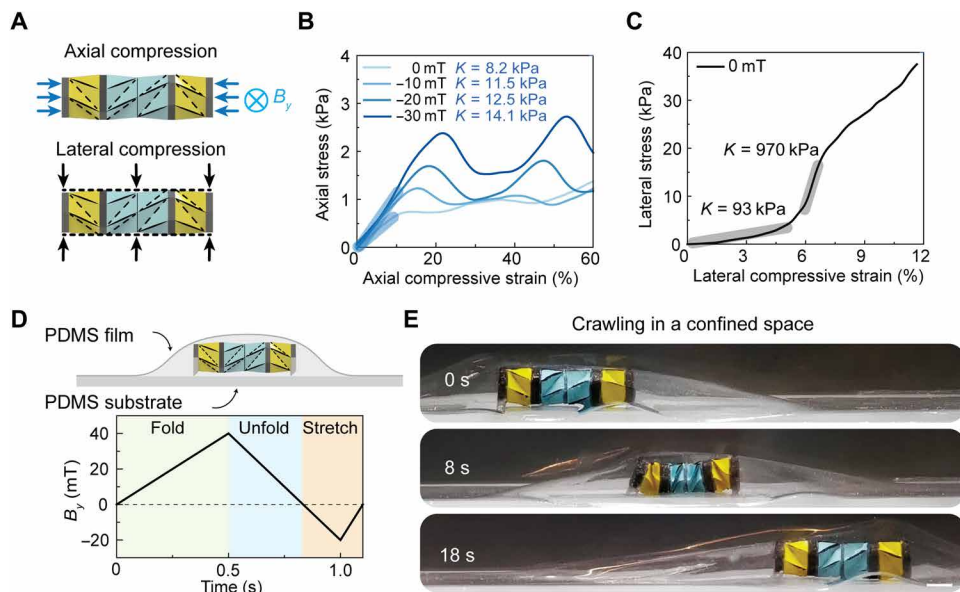 A
Axial compression
B_y
Lateral compression
B
Axial stress (kPa)
4
3
2
1
0
0 mT K = 8.2 kPa
−10 mT K = 11.5 kPa
−20 mT K = 12.5 kPa
−30 mT K = 14.1 kPa
0 20 40 60
Axial compressive strain (%)
C
Lateral stress (kPa)
40
30
20
10
0
0 mT
K = 970 kPa
K = 93 kPa
0 3 6 9 12
Lateral compressive strain (%)
D
PDMS film
PDMS substrate
B_y (mT)
40
20
0
−20
Fold Unfold Stretch
0 0.5 1.0
Time (s)
E
Crawling in a confined space
0 s
8 s
18 s